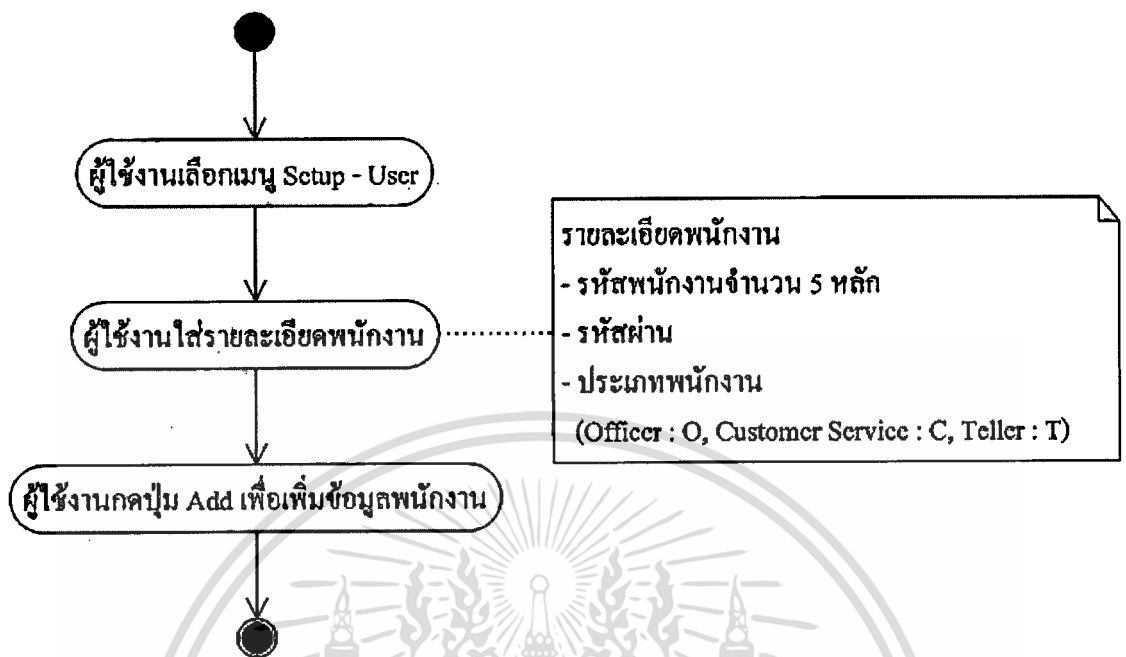 ผู้ใช้งานเลือกเมนู Setup - User
ผู้ใช้งานใส่รายละเอียดพนักงาน
รายละเอียดพนักงาน
- รหัสพนักงานจำนวน 5 หลัก
- รหัสผ่าน
- ประเภทพนักงาน
(Officer : O, Customer Service : C, Teller : T)
ผู้ใช้งานกดปุ่ม Add เพื่อเพิ่มข้อมูลพนักงาน